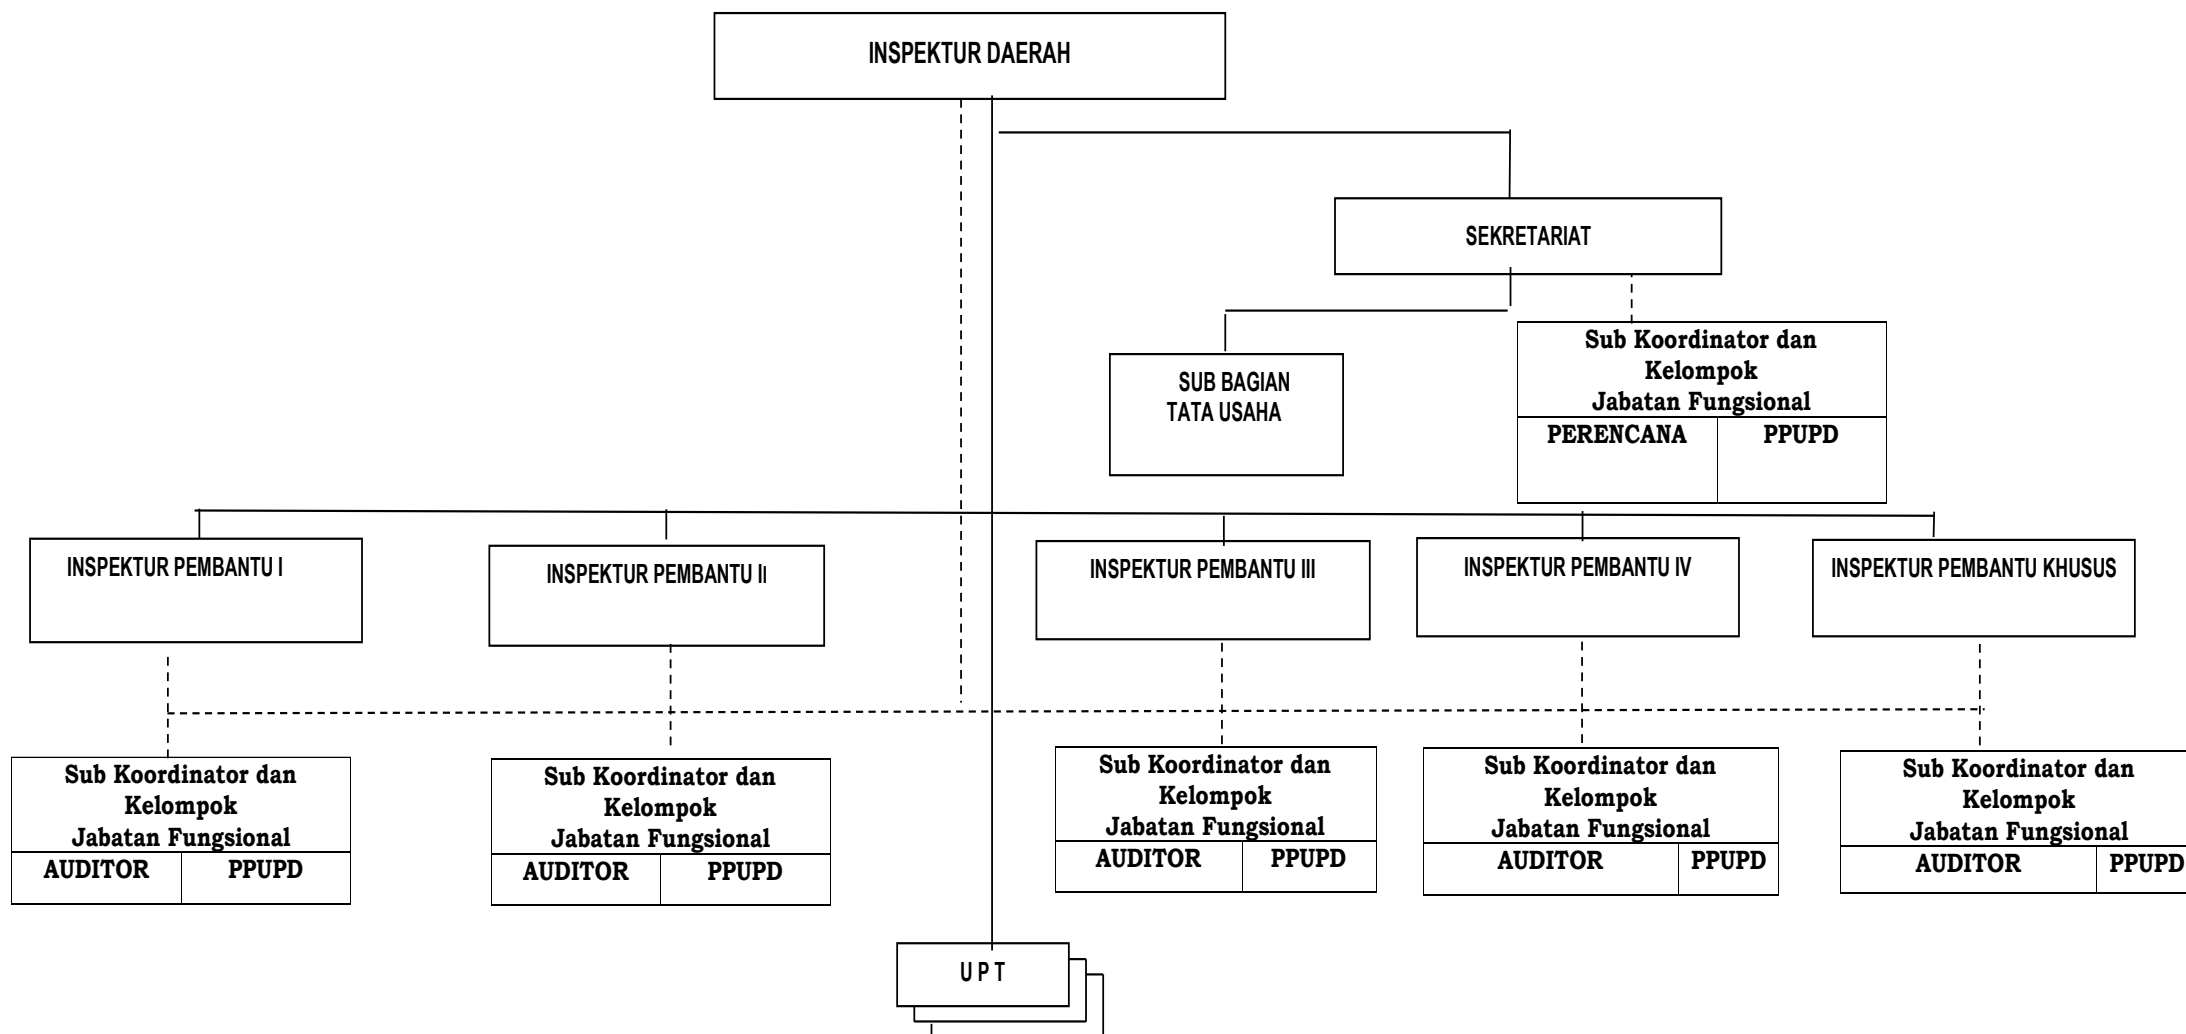 INSPEKTUR DAERAH
SEKRETARIAT
SUB BAGIAN
TATA USAHA
Sub Koordinator dan
Kelompok
Jabatan Fungsional
PERENCANA
PPUPD
INSPEKTUR PEMBANTU I
INSPEKTUR PEMBANTU II
INSPEKTUR PEMBANTU III
INSPEKTUR PEMBANTU IV
INSPEKTUR PEMBANTU KHUSUS
Sub Koordinator dan
Kelompok
Jabatan Fungsional
AUDITOR
PPUPD
Sub Koordinator dan
Kelompok
Jabatan Fungsional
AUDITOR
PPUPD
Sub Koordinator dan
Kelompok
Jabatan Fungsional
AUDITOR
PPUPD
Sub Koordinator dan
Kelompok
Jabatan Fungsional
AUDITOR
PPUPD
Sub Koordinator dan
Kelompok
Jabatan Fungsional
AUDITOR
PPUPD
U P T